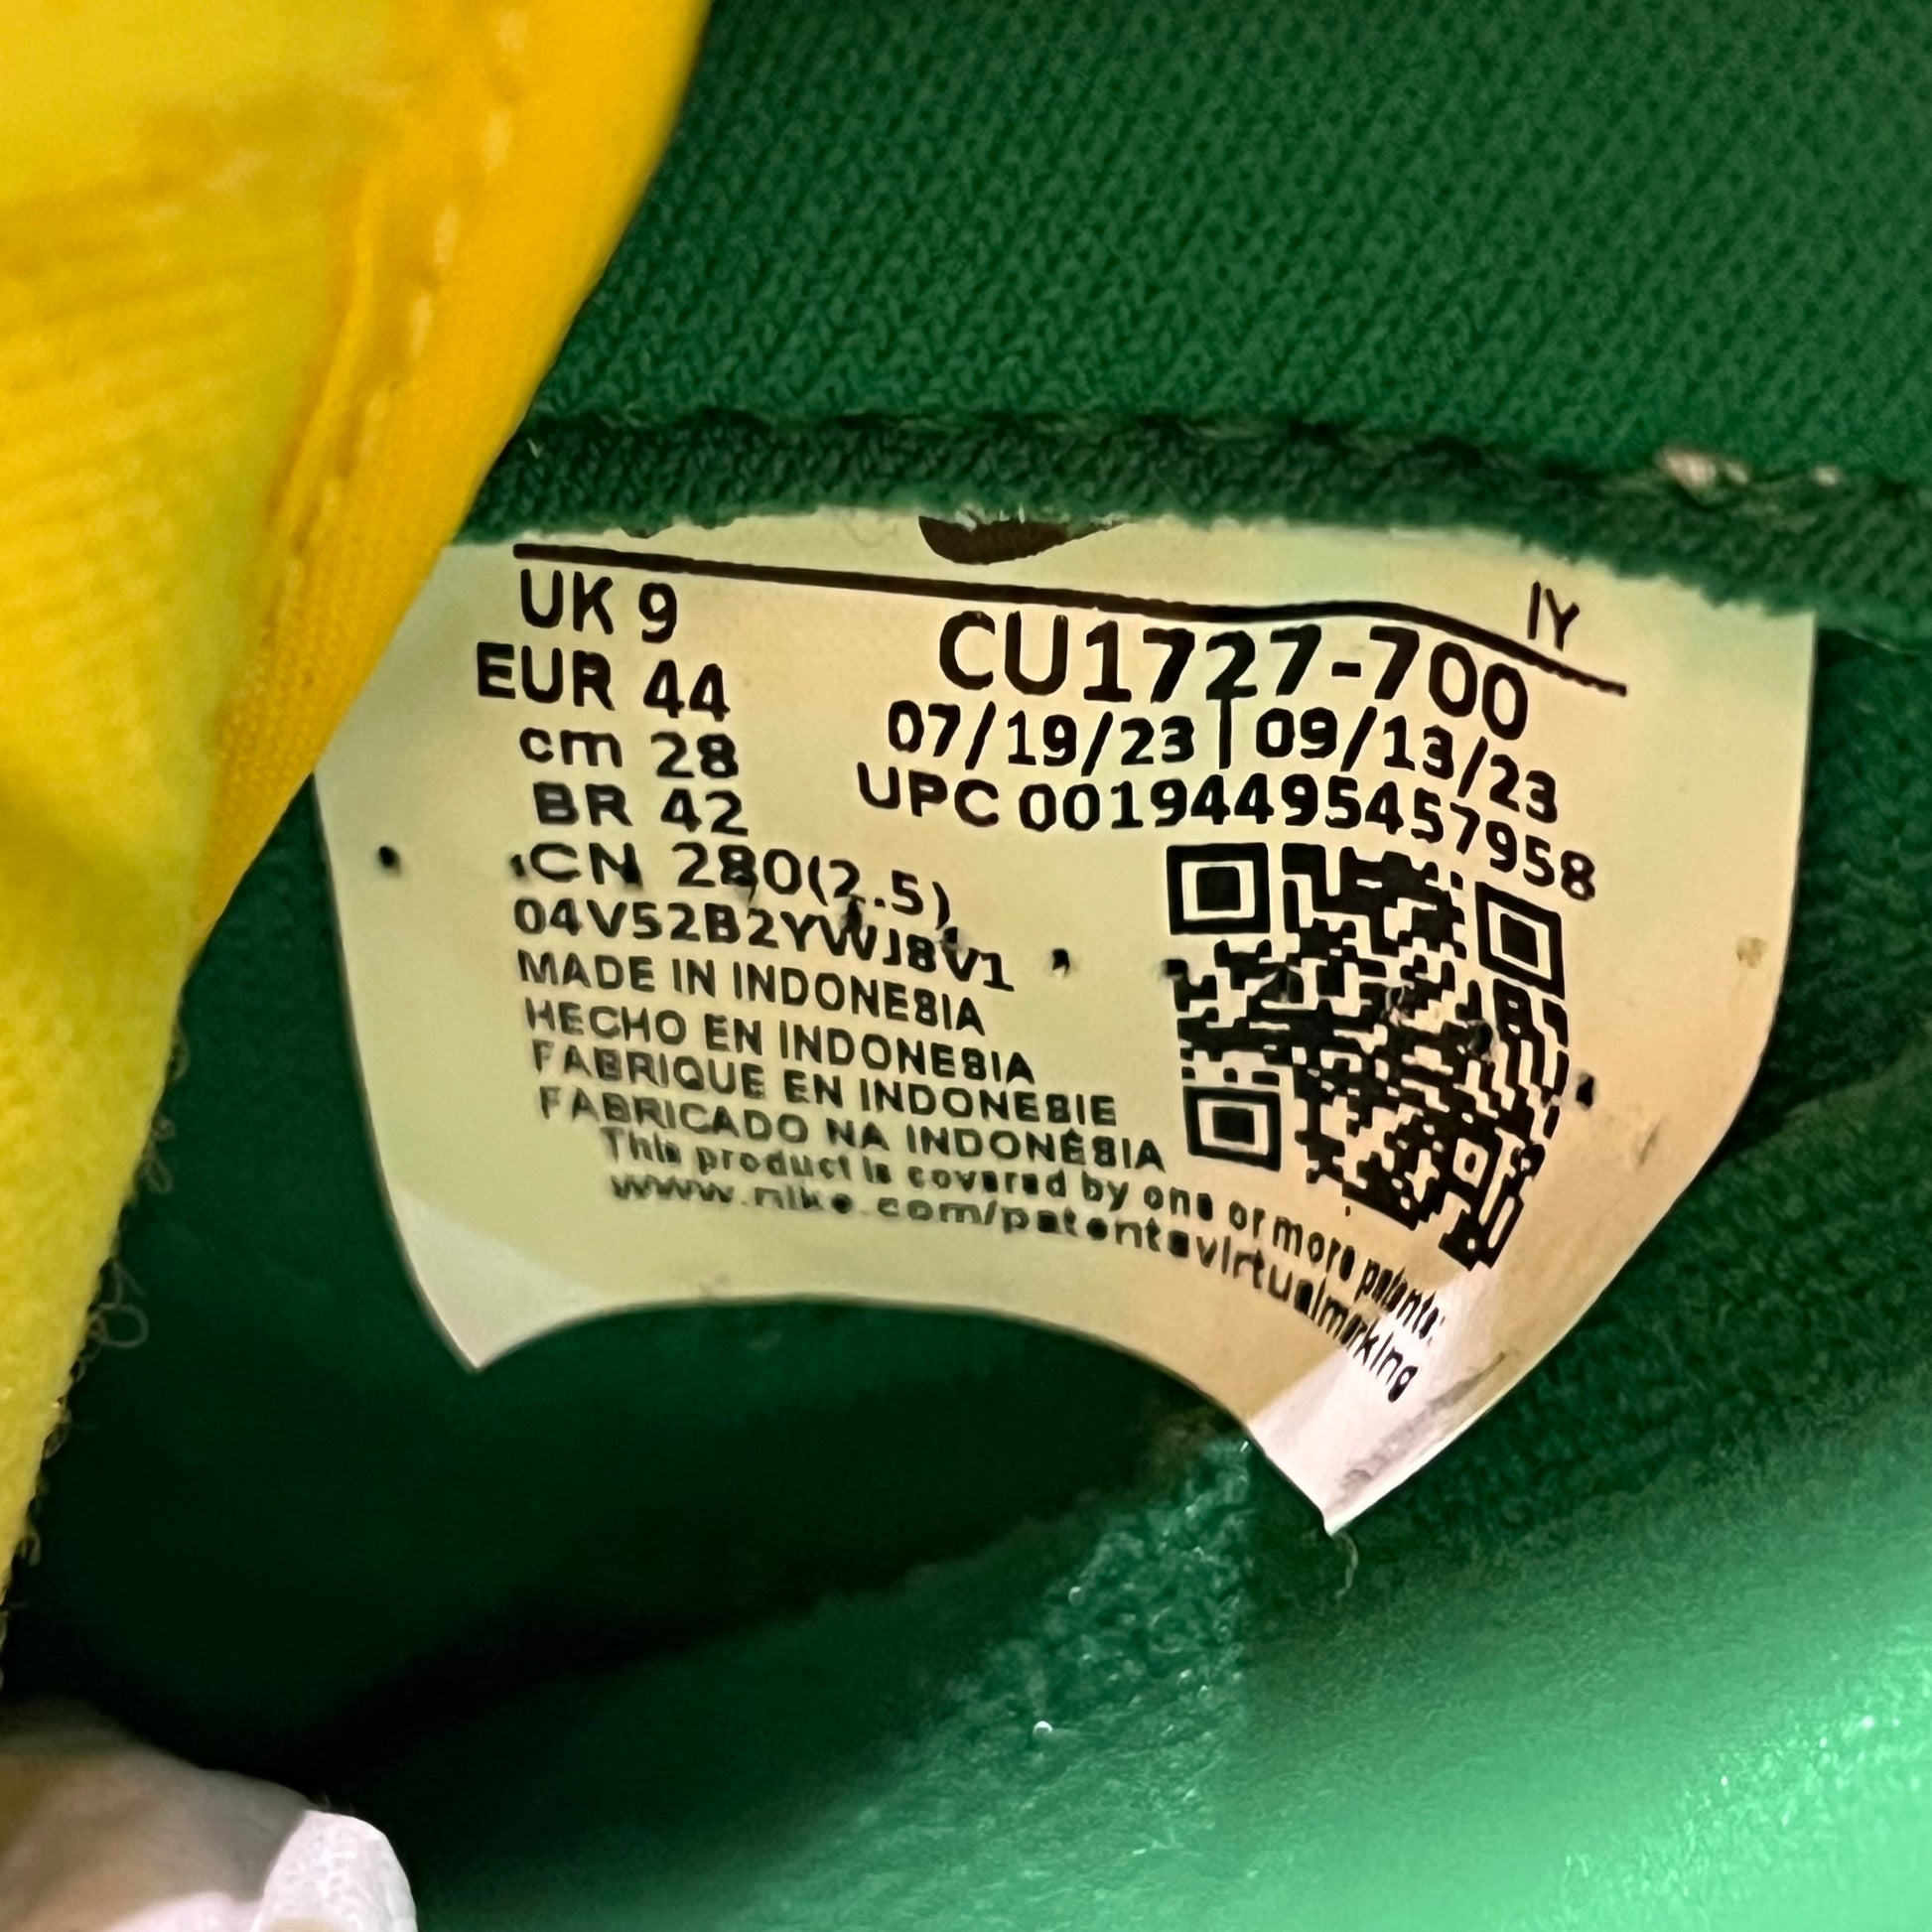 IY
UK 9
EUR 44
cm 28
BR 42
CN 280(2.5)
04V52B2YWJ8V1
MADE IN INDONESIA
HECHO EN INDONESIA
FABRIQUE EN INDONESIE
FABRICADO NA INDONÉSIA
This product is covered by one or more patents:
www.nike.com/patentsvirtualmarking
CU1727-700
07/19/23 | 09/13/23
UPC 00194495457958